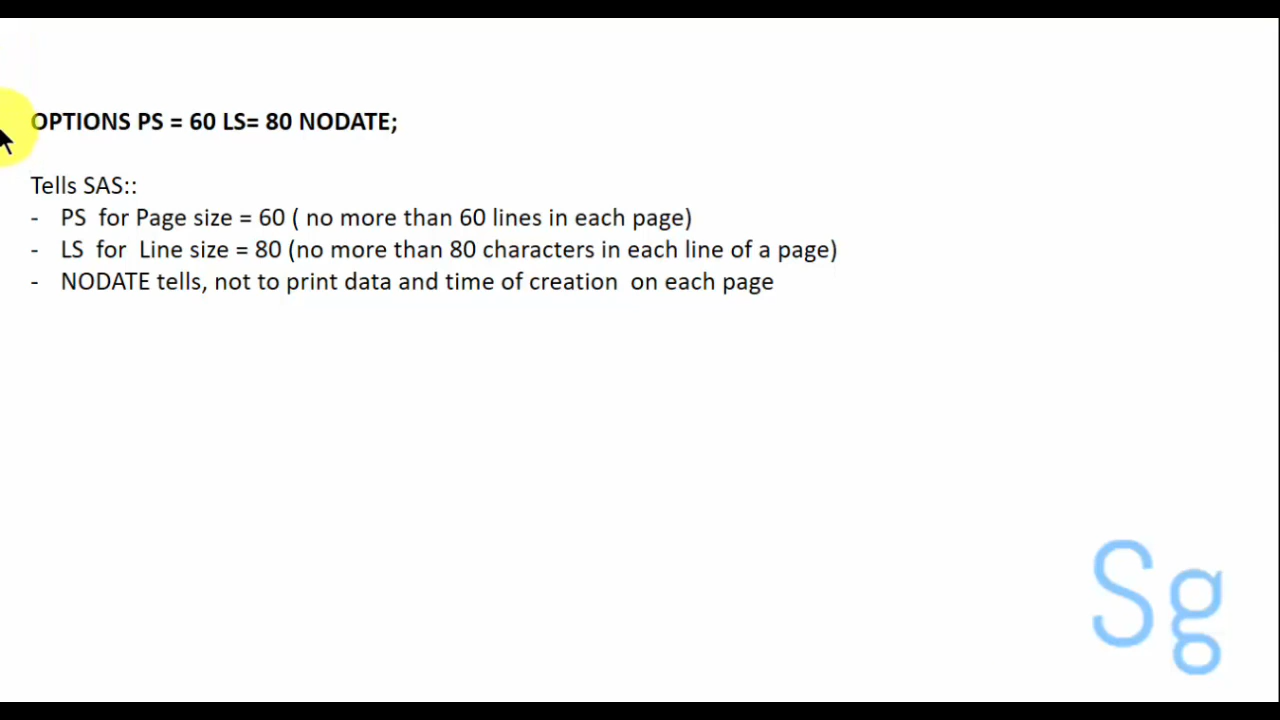 OPTIONS PS = 60 LS= 80 NODATE;
Tells SAS::
- PS for Page size = 60 ( no more than 60 lines in each page)
- LS for Line size = 80 (no more than 80 characters in each line of a page)
- NODATE tells, not to print data and time of creation on each page
Sg